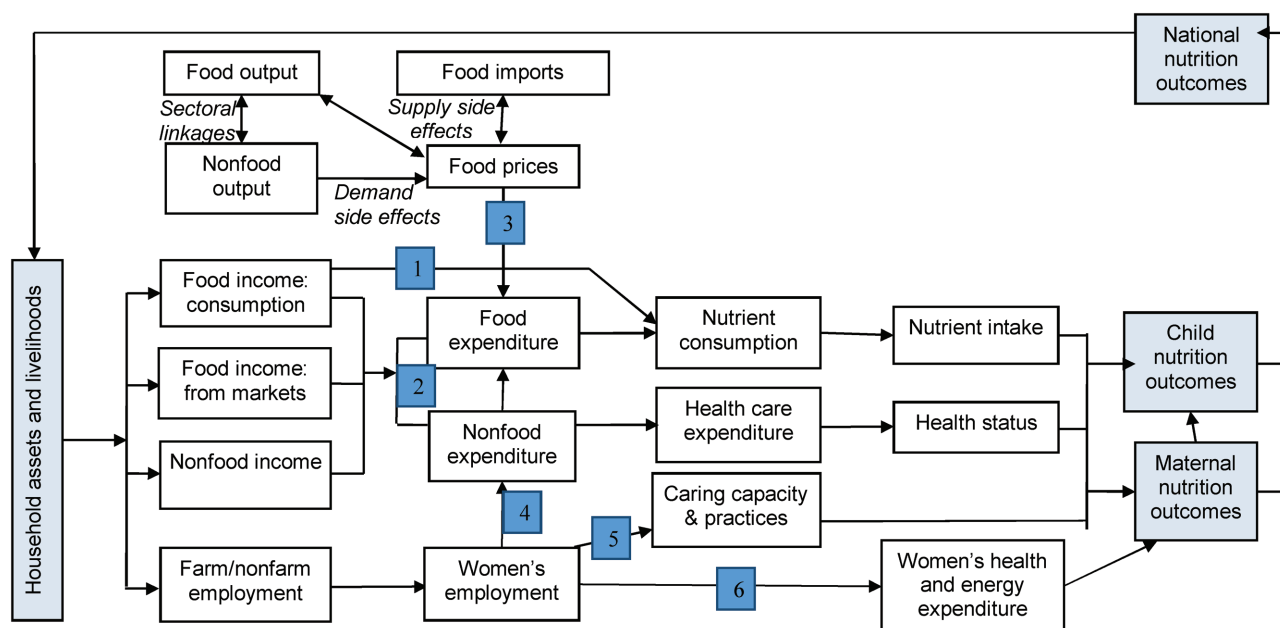 National
nutrition
outcomes
Food output
Food imports
Sectoral
linkages
Supply side
effects
Nonfood
output
Food prices
Demand
side effects
3
Household assets and livelihoods
Food income:
consumption
1
Food
expenditure
Nutrient
consumption
Nutrient intake
Child
nutrition
outcomes
Food income:
from markets
2
Nonfood
expenditure
Health care
expenditure
Health status
Nonfood income
Maternal
nutrition
outcomes
4
5
Caring capacity
& practices
Farm/nonfarm
employment
Women’s
employment
6
Women’s health
and energy
expenditure